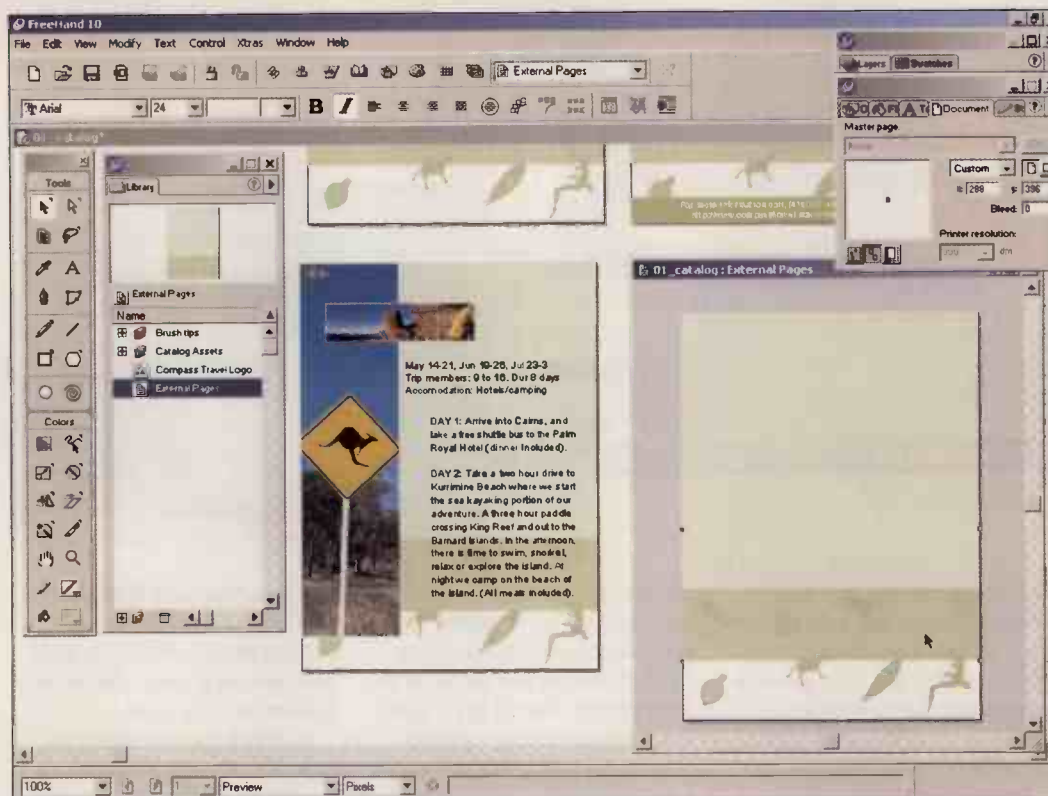 FreeHand 10
File Edit View Modify Text Control Xtras Window Help
External Pages
Arial 24 B I
Layers Swatches
Document
Master page
Custom
x: 288 y: 396
Bleed: 0
Printer resolution:
01_catalog*
Tools
Colors
Library
External Pages
Name
Brush tips
Catalog Assets
Compass Travel Logo
External Pages
May 14-21, Jun 19-26, Jul 23-3
Trip members: 9 to 16. Dur 8 days
Accomodation: Hotels/camping
DAY 1: Arrive into Cairns, and
take a free shuttle bus to the Palm
Royal Hotel (dinner Included).
DAY 2: Take a two hour drive to
Kurrimine Beach where we start
the sea kayaking portion of our
adventure. A three hour paddle
crossing King Reef and out to the
Barnard Islands. In the afternoon,
there is time to swim, snorkel,
relax or explore the island. At
night we camp on the beach of
the island. (All meals included).
01_catalog : External Pages
100% 1 Preview Pixels